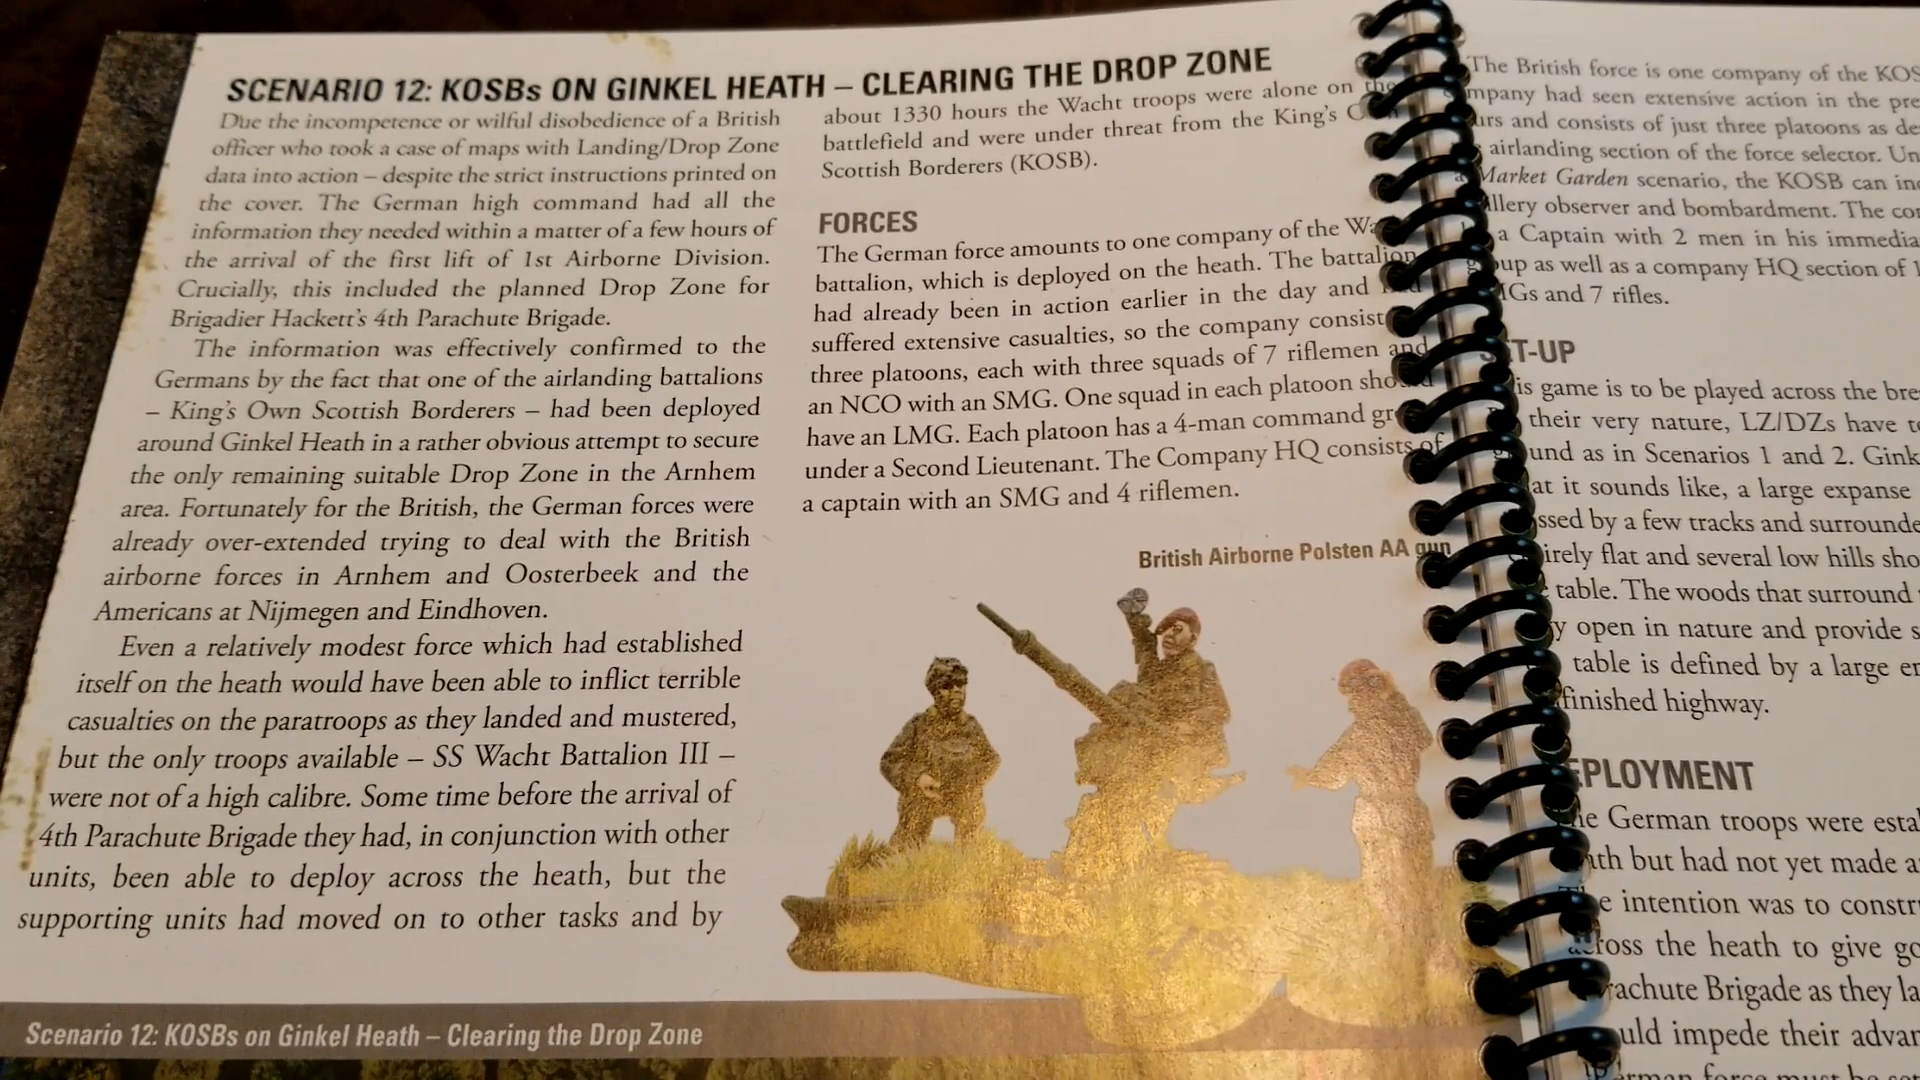 SCENARIO 12: KOSBs ON GINKEL HEATH – CLEARING THE DROP ZONE
Due the incompetence or wilful disobedience of a British
officer who took a case of maps with Landing/Drop Zone
data into action – despite the strict instructions printed on
the cover. The German high command had all the
information they needed within a matter of a few hours of
the arrival of the first lift of 1st Airborne Division.
Crucially, this included the planned Drop Zone for
Brigadier Hackett's 4th Parachute Brigade.
The information was effectively confirmed to the
Germans by the fact that one of the airlanding battalions
– King's Own Scottish Borderers – had been deployed
around Ginkel Heath in a rather obvious attempt to secure
the only remaining suitable Drop Zone in the Arnhem
area. Fortunately for the British, the German forces were
already over-extended trying to deal with the British
airborne forces in Arnhem and Oosterbeek and the
Americans at Nijmegen and Eindhoven.
Even a relatively modest force which had established
itself on the heath would have been able to inflict terrible
casualties on the paratroops as they landed and mustered,
but the only troops available – SS Wacht Battalion III –
were not of a high calibre. Some time before the arrival of
4th Parachute Brigade they had, in conjunction with other
units, been able to deploy across the heath, but the
supporting units had moved on to other tasks and by
about 1330 hours the Wacht troops were alone on the
battlefield and were under threat from the King's
Scottish Borderers (KOSB).
FORCES
The German force amounts to one company of the
battalion, which is deployed on the heath. The battalion
had already been in action earlier in the day and
suffered extensive casualties, so the company
three platoons, each with three squads of 7 riflemen and
an NCO with an SMG. One squad in each platoon
have an LMG. Each platoon has a 4-man command
under a Second Lieutenant. The Company HQ consists of
a captain with an SMG and 4 riflemen.
British Airborne Polsten AA gun
The British force is one company of the
had seen extensive action in the
and consists of just three platoons as
airlanding section of the force selector.
Market Garden scenario, the KOSB can
observer and bombardment. The
a Captain with 2 men in his
as well as a company HQ section of
and 7 rifles.
game is to be played across the
their very nature, LZ/DZs have
as in Scenarios 1 and 2.
it sounds like, a large expanse
by a few tracks and
flat and several low hills
table. The woods that surround
open in nature and provide
table is defined by a large
finished highway.
German troops were
but had not yet made
intention was to
the heath to give
Brigade as they
impede their
force must be
Scenario 12: KOSBs on Ginkel Heath – Clearing the Drop Zone